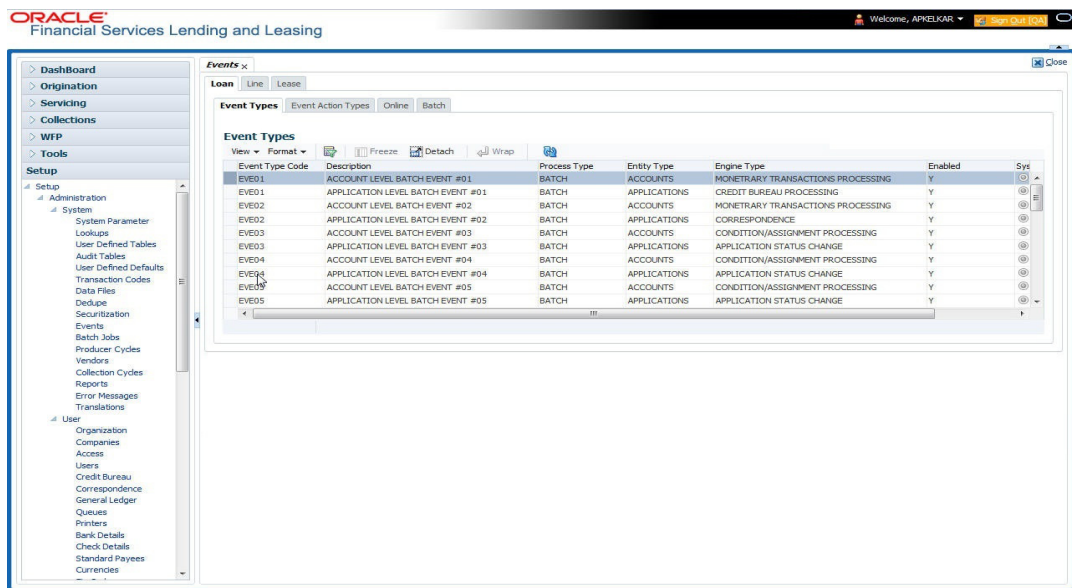 ORACLE®
Financial Services Lending and Leasing
Welcome, APKELKAR
Sign Out [QA]
DashBoard
Origination
Servicing
Collections
WFP
Tools
Setup
Setup
Administration
System
System Parameter
Lookups
User Defined Tables
Audit Tables
User Defined Defaults
Transaction Codes
Data Files
Dedupe
Securitization
Events
Batch Jobs
Producer Cycles
Vendors
Collection Cycles
Reports
Error Messages
Translations
User
Organization
Companies
Access
Users
Credit Bureau
Correspondence
General Ledger
Queues
Printers
Bank Details
Check Details
Standard Payees
Currencies
Events
Close
Loan Line Lease
Event Types Event Action Types Online Batch
Event Types
View Format Freeze Detach Wrap
Event Type Code Description Process Type Entity Type Engine Type Enabled Sys
EVE01 ACCOUNT LEVEL BATCH EVENT #01 BATCH ACCOUNTS MONETRARY TRANSACTIONS PROCESSING Y
EVE01 APPLICATION LEVEL BATCH EVENT #01 BATCH APPLICATIONS CREDIT BUREAU PROCESSING Y
EVE02 ACCOUNT LEVEL BATCH EVENT #02 BATCH ACCOUNTS MONETRARY TRANSACTIONS PROCESSING Y
EVE02 APPLICATION LEVEL BATCH EVENT #02 BATCH APPLICATIONS CORRESPONDENCE Y
EVE03 ACCOUNT LEVEL BATCH EVENT #03 BATCH ACCOUNTS CONDITION/ASSIGNMENT PROCESSING Y
EVE03 APPLICATION LEVEL BATCH EVENT #03 BATCH APPLICATIONS APPLICATION STATUS CHANGE Y
EVE04 ACCOUNT LEVEL BATCH EVENT #04 BATCH ACCOUNTS CONDITION/ASSIGNMENT PROCESSING Y
EVE04 APPLICATION LEVEL BATCH EVENT #04 BATCH APPLICATIONS APPLICATION STATUS CHANGE Y
EVE05 ACCOUNT LEVEL BATCH EVENT #05 BATCH ACCOUNTS CONDITION/ASSIGNMENT PROCESSING Y
EVE05 APPLICATION LEVEL BATCH EVENT #05 BATCH APPLICATIONS APPLICATION STATUS CHANGE Y